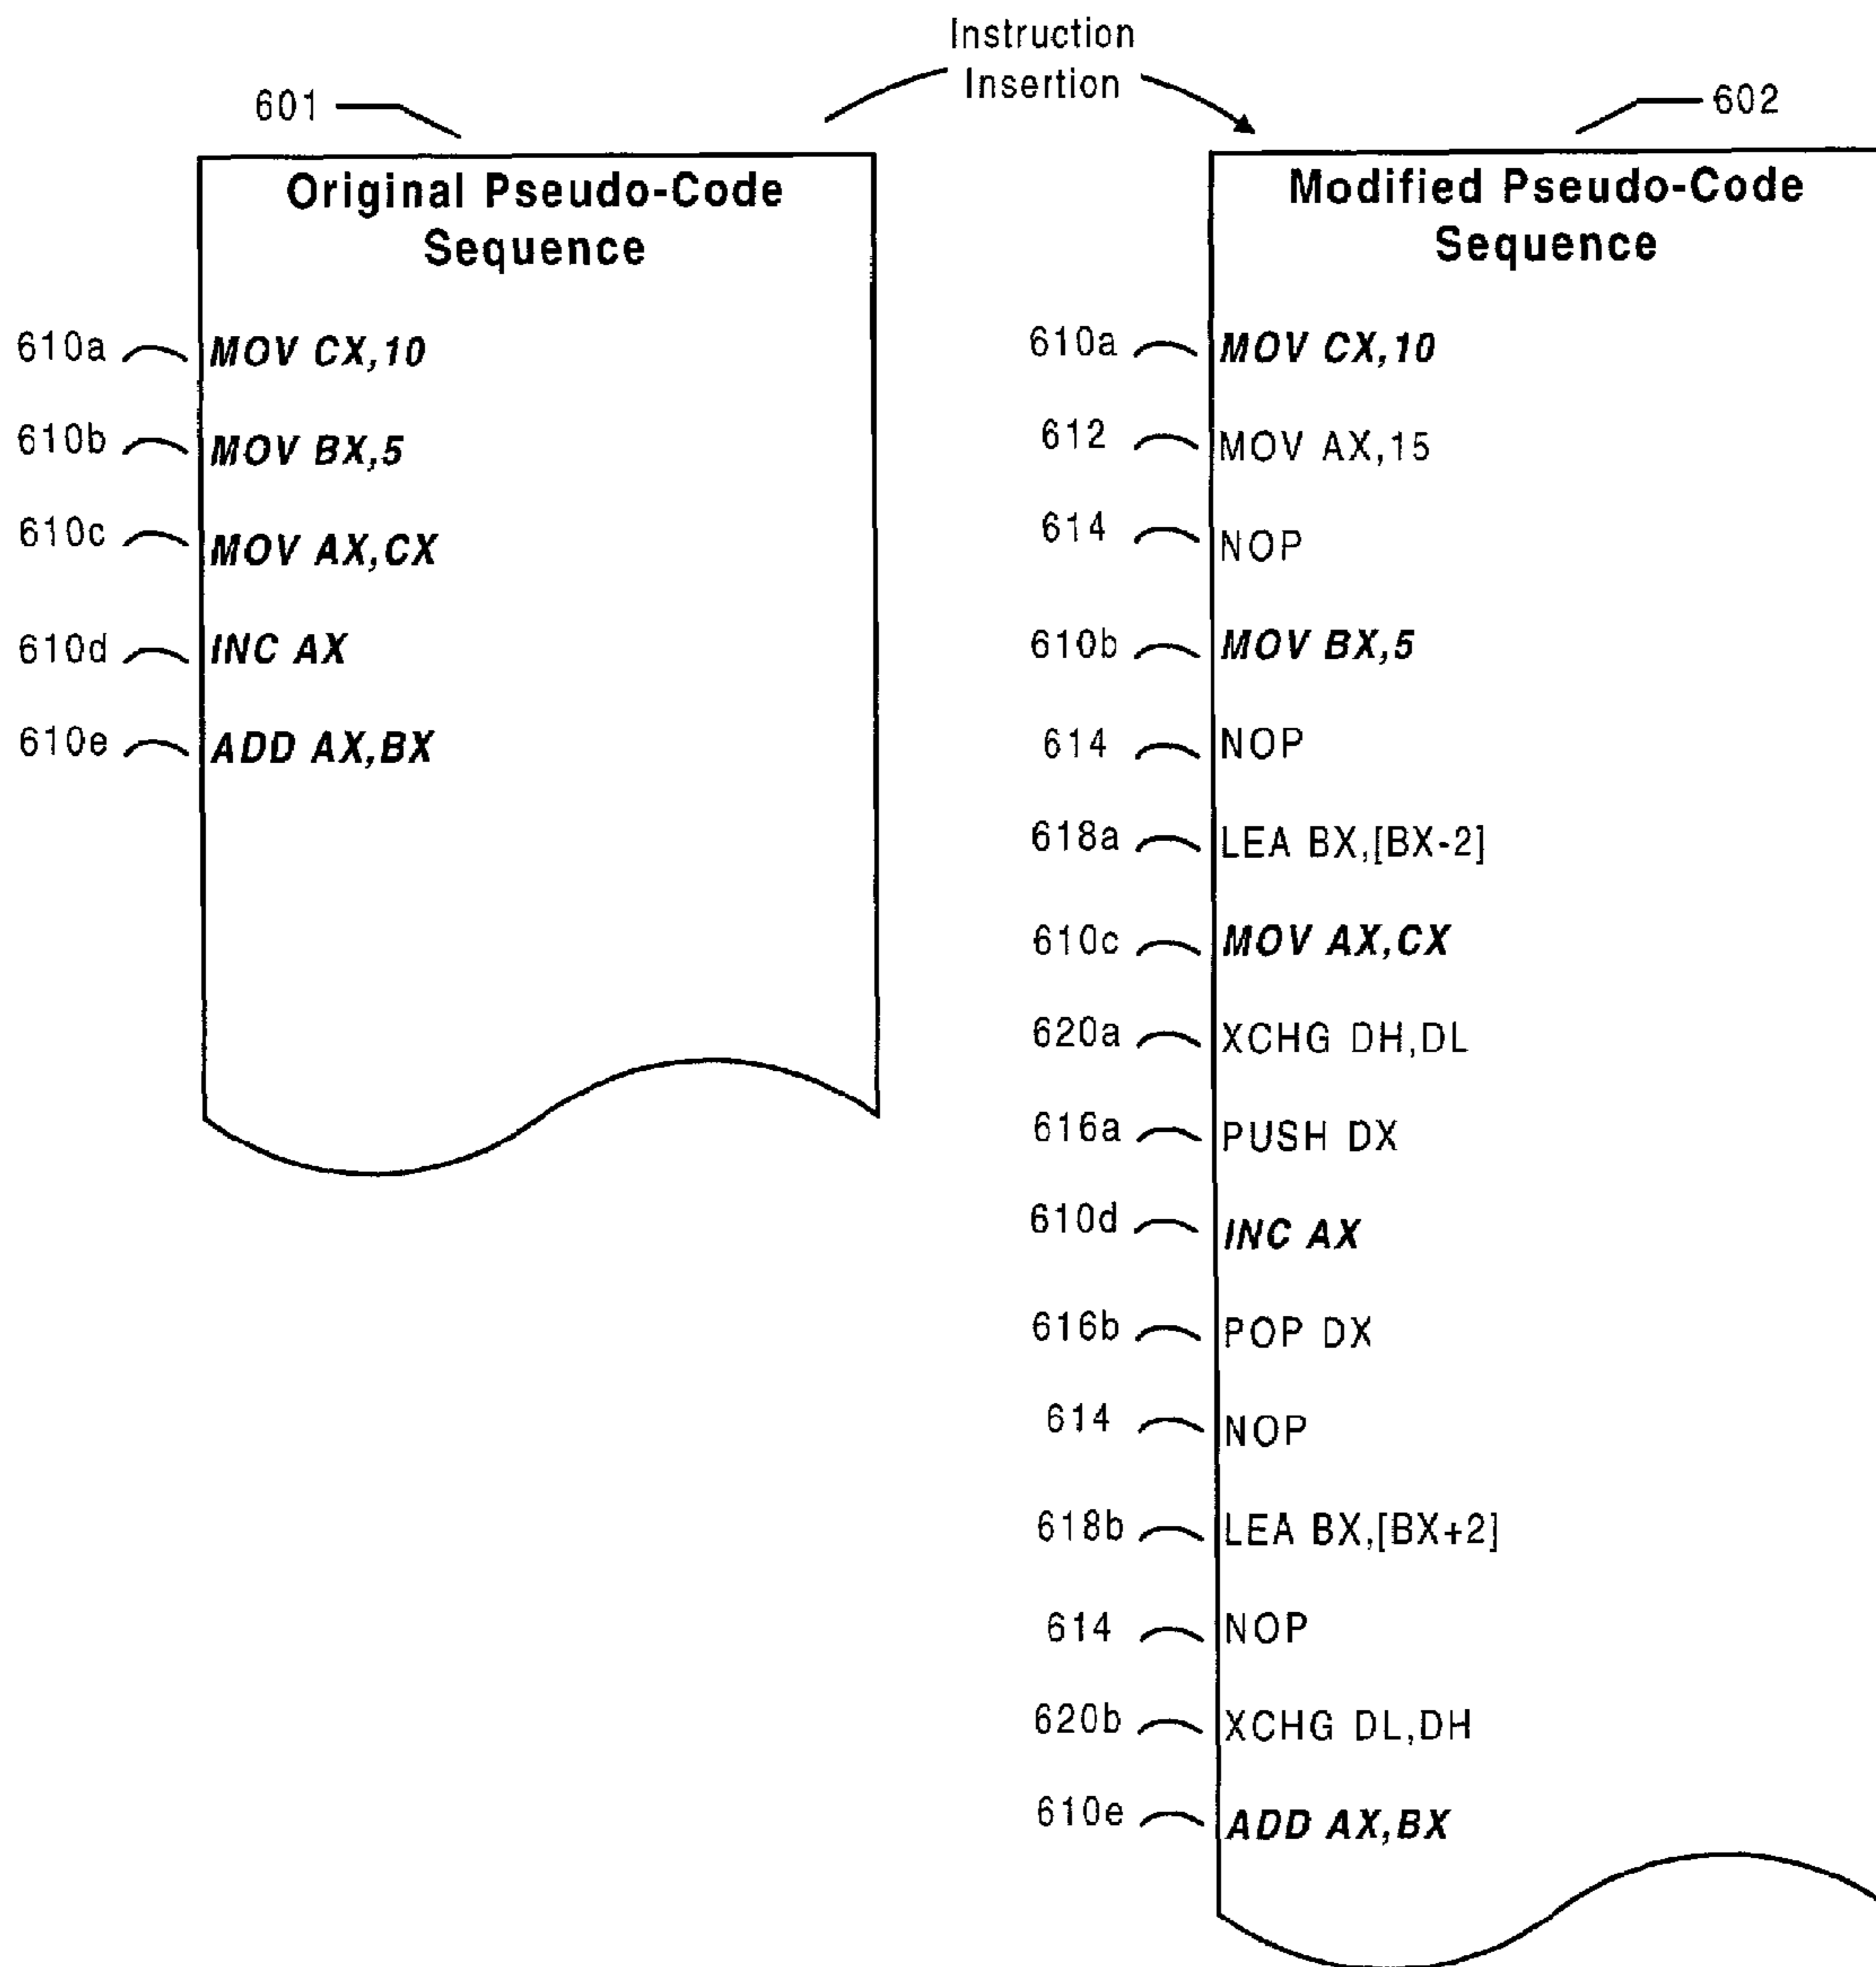 Instruction
Insertion
601
602
Original Pseudo-Code
Sequence
610a MOV CX,10
610b MOV BX,5
610c MOV AX,CX
610d INC AX
610e ADD AX,BX
Modified Pseudo-Code
Sequence
610a MOV CX,10
612 MOV AX,15
614 NOP
610b MOV BX,5
614 NOP
618a LEA BX,[BX-2]
610c MOV AX,CX
620a XCHG DH,DL
616a PUSH DX
610d INC AX
616b POP DX
614 NOP
618b LEA BX,[BX+2]
614 NOP
620b XCHG DL,DH
610e ADD AX,BX